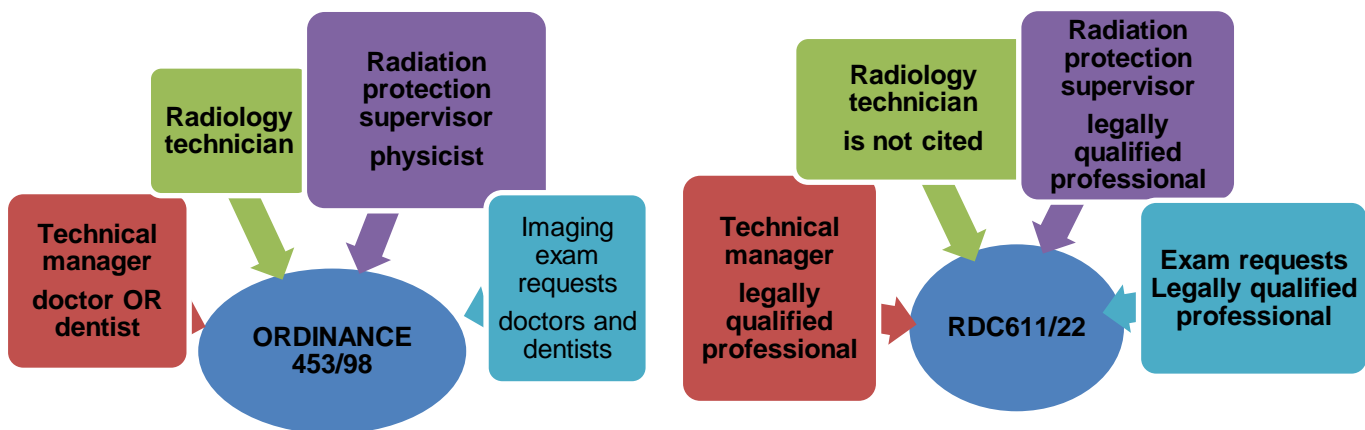 Technical
manager
doctor OR
dentist
Radiology
technician
Radiation
protection
supervisor
physicist
Imaging
exam
requests
doctors and
dentists
ORDINANCE
453/98
Technical
manager
legally
qualified
professional
Radiology
technician
is not cited
Radiation
protection
supervisor
legally
qualified
professional
Exam requests
Legally qualified
professional
RDC611/22